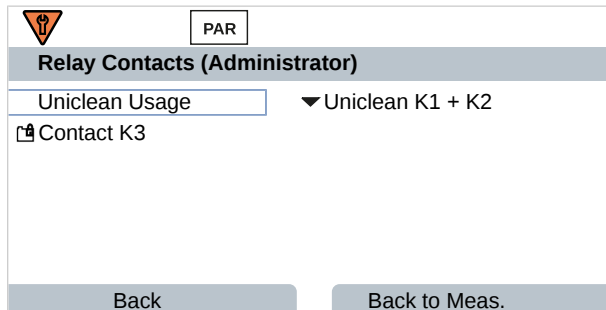 PAR
Relay Contacts (Administrator)
Uniclean Usage Uniclean K1 + K2
Contact K3
Back Back to Meas.